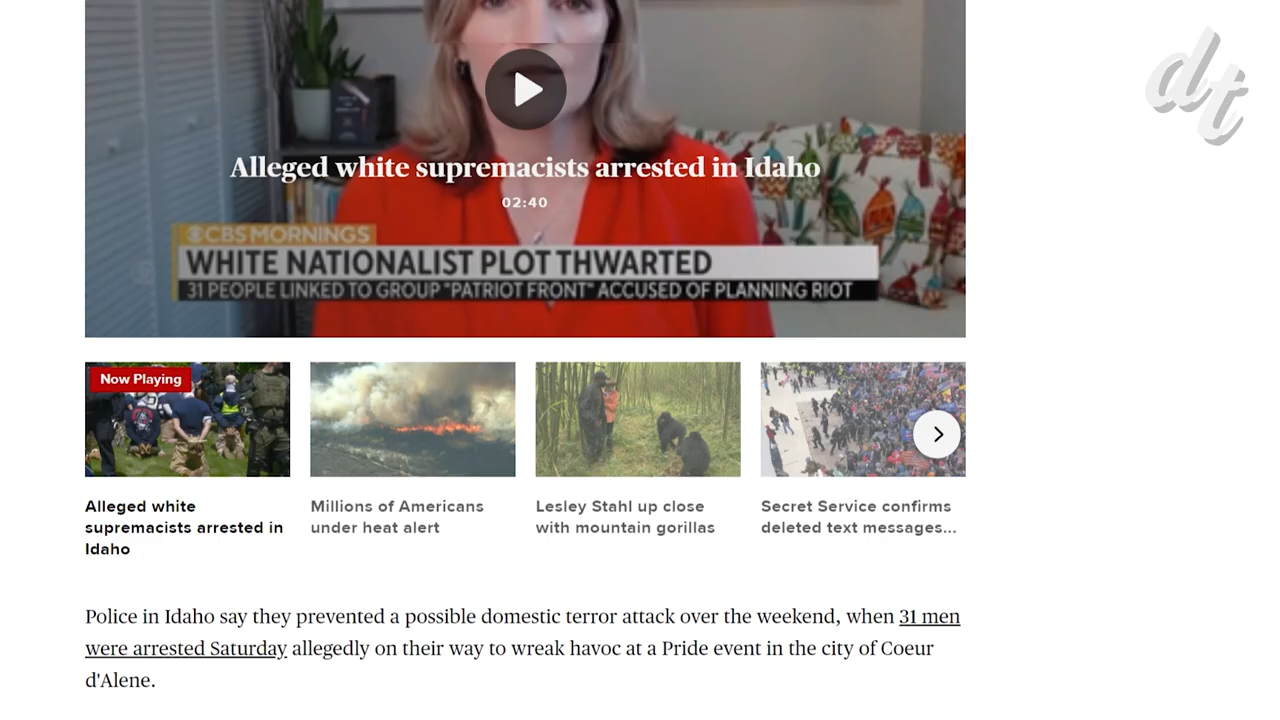 dt
Alleged white supremacists arrested in Idaho
02:40
CBS MORNINGS
WHITE NATIONALIST PLOT THWARTED
31 PEOPLE LINKED TO GROUP "PATRIOT FRONT" ACCUSED OF PLANNING RIOT
Now Playing
Alleged white
supremacists arrested in
Idaho
Millions of Americans
under heat alert
Lesley Stahl up close
with mountain gorillas
Secret Service confirms
deleted text messages...
Police in Idaho say they prevented a possible domestic terror attack over the weekend, when 31 men
were arrested Saturday allegedly on their way to wreak havoc at a Pride event in the city of Coeur
d'Alene.